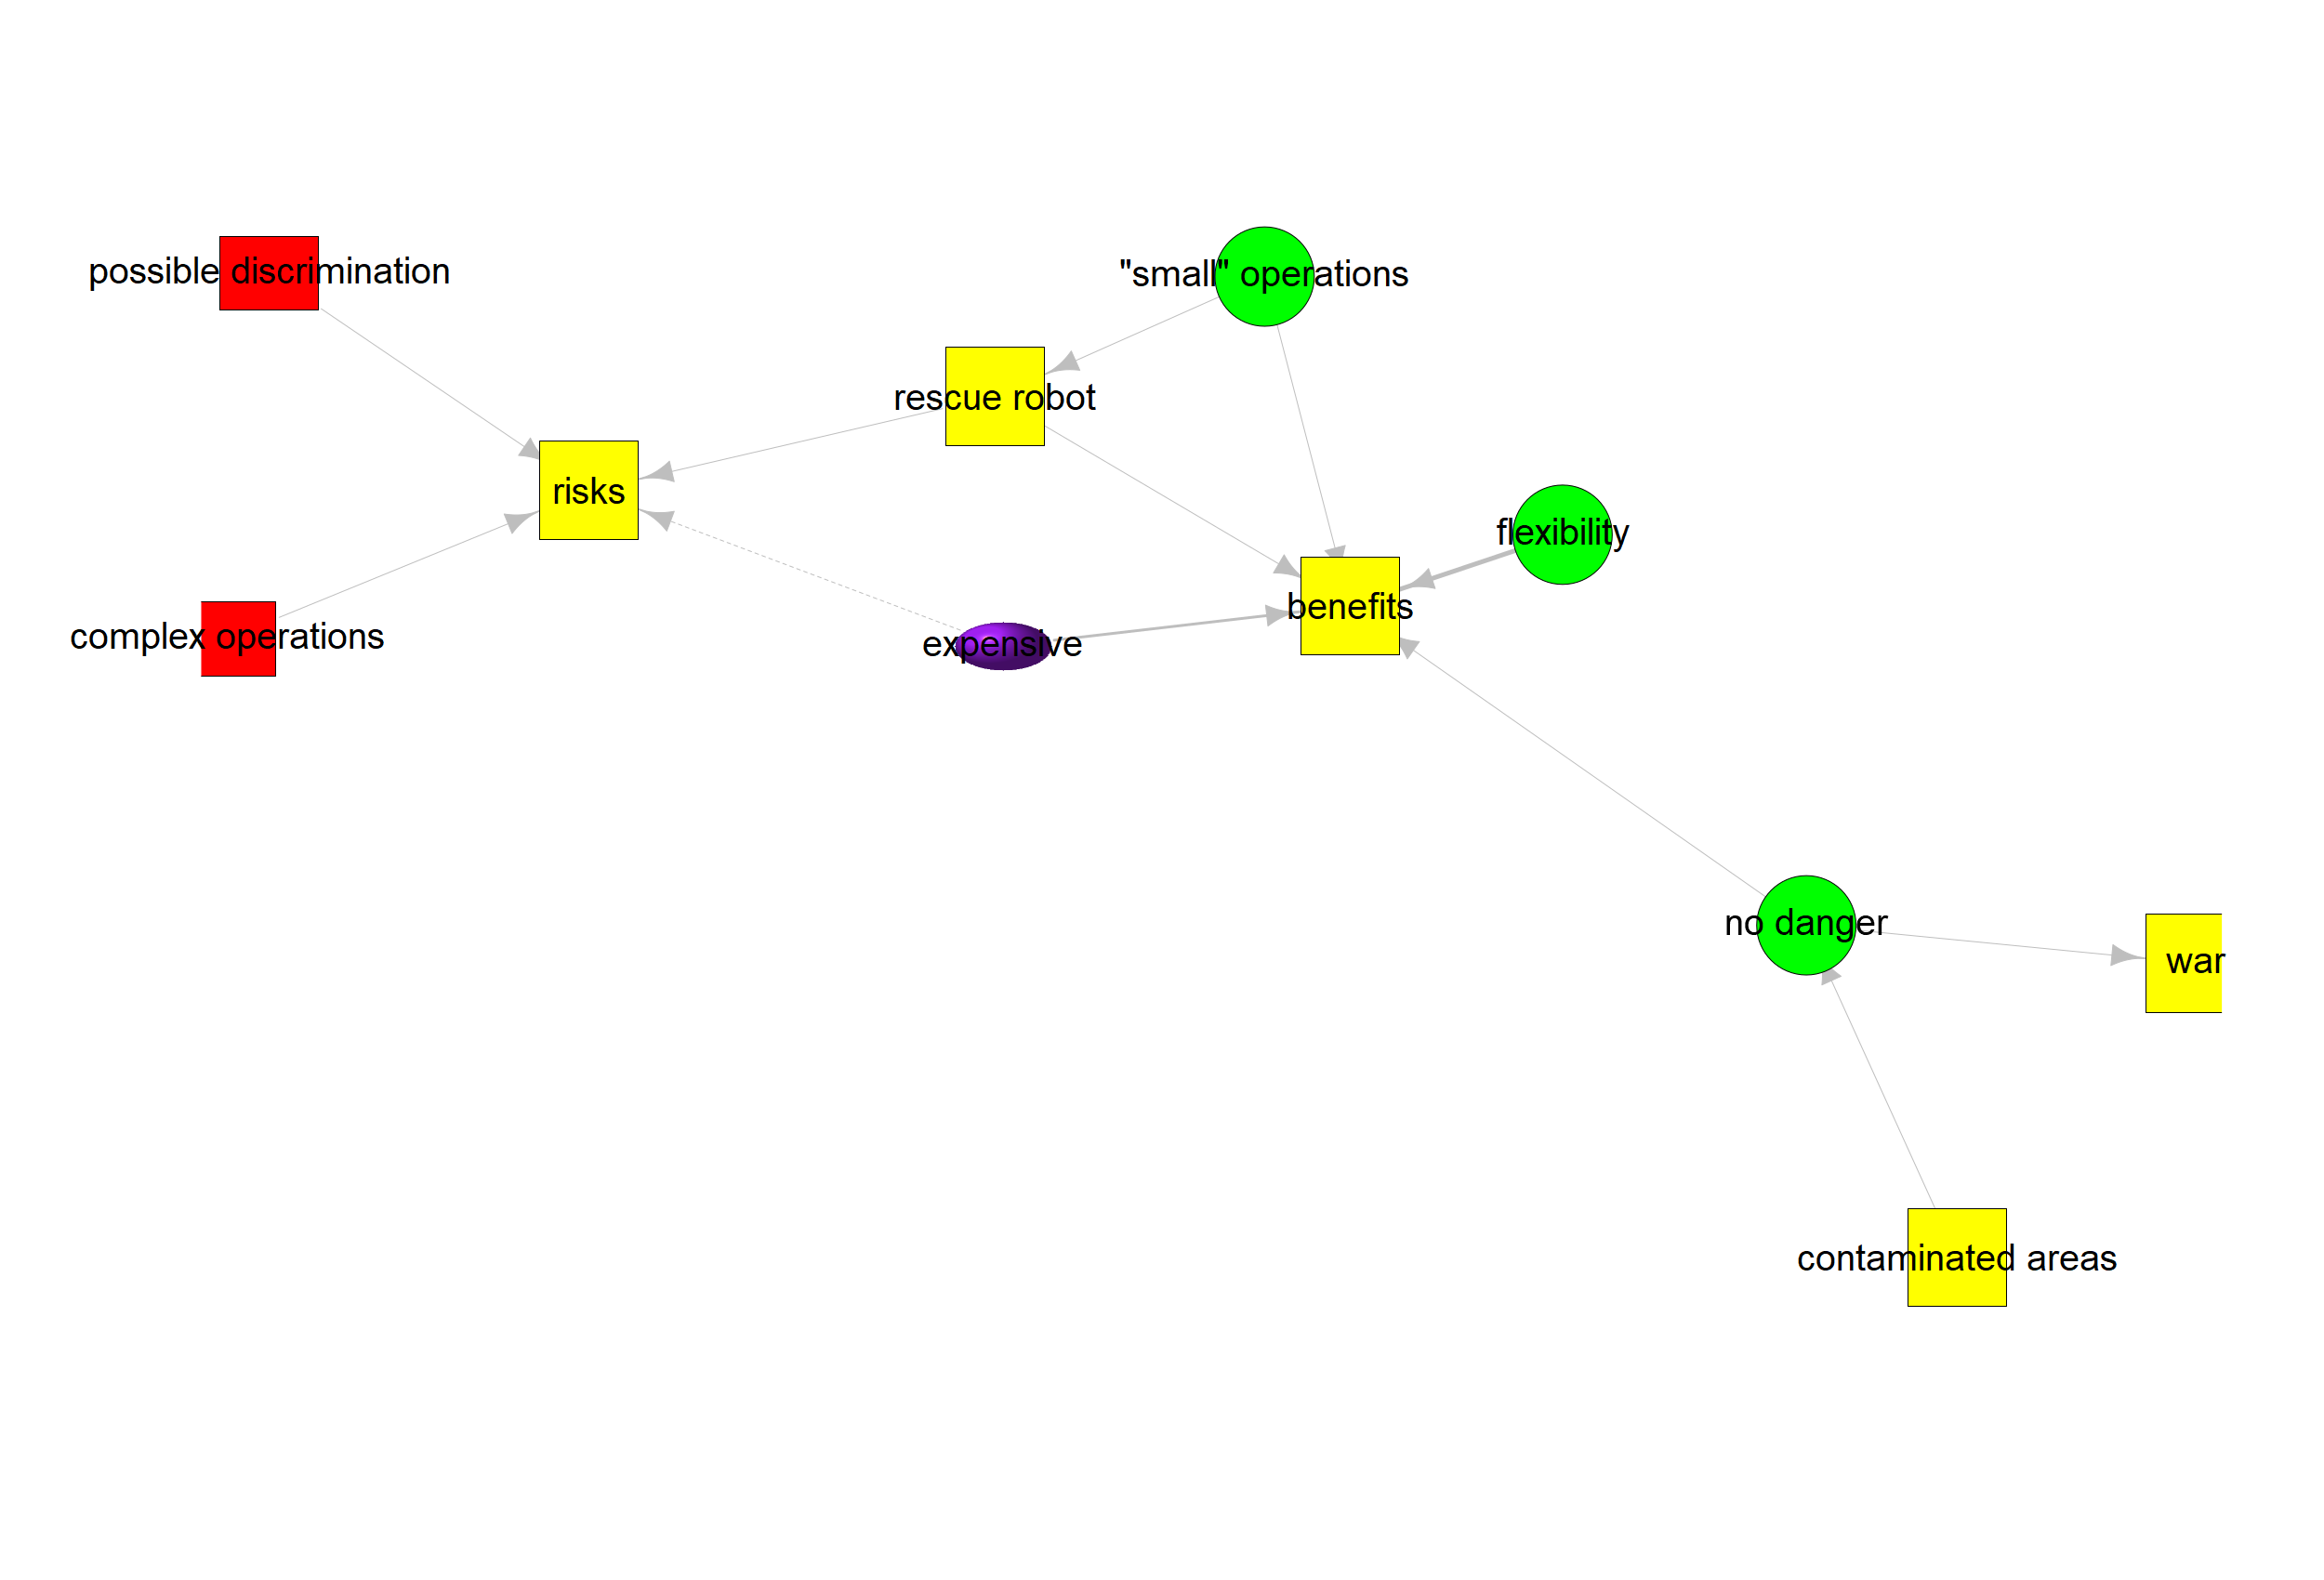 possible discrimination
"small" operations
rescue robot
risks
flexibility
benefits
complex operations
expensive
no danger
war
contaminated areas